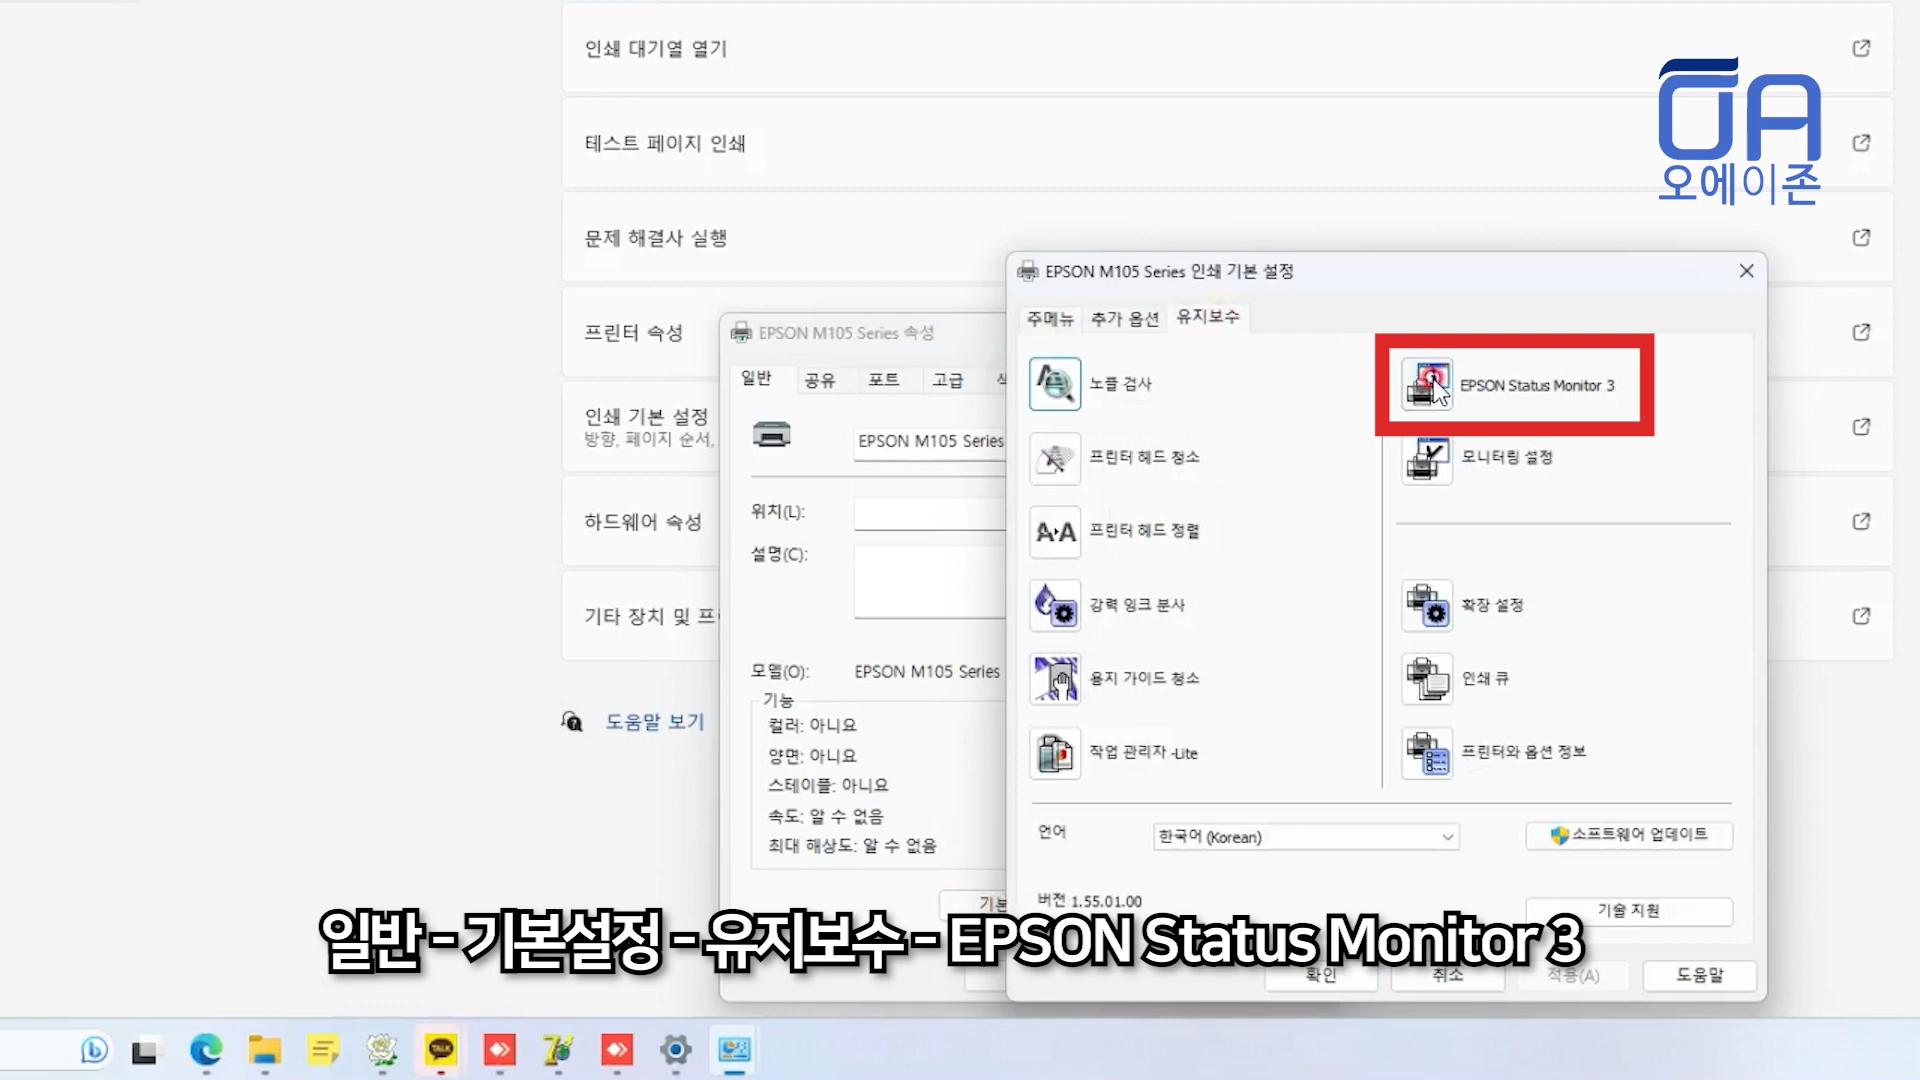 인쇄 대기열 열기
테스트 페이지 인쇄
문제 해결사 실행
프린터 속성
인쇄 기본 설정
방향, 페이지 순서,
하드웨어 속성
기타 장치 및 프
도움말 보기
OA
오에이존
EPSON M105 Series 속성
일반
공유
포트
고급
EPSON M105 Series
위치(L):
설명(C):
모델(O):
EPSON M105 Series
기능
컬러: 아니요
양면: 아니요
스테이플: 아니요
속도: 알 수 없음
최대 해상도: 알 수 없음
기본
EPSON M105 Series 인쇄 기본 설정
주메뉴
추가 옵션
유지보수
노즐 검사
프린터 헤드 청소
프린터 헤드 정렬
강력 잉크 분사
용지 가이드 청소
작업 관리자 -Lite
EPSON Status Monitor 3
모니터링 설정
확장 설정
인쇄 큐
프린터와 옵션 정보
언어
한국어 (Korean)
소프트웨어 업데이트
버전 1.55.01.00
기술 지원
확인
취소
적용(A)
도움말
일반 - 기본설정 - 유지보수 - EPSON Status Monitor 3
TALK